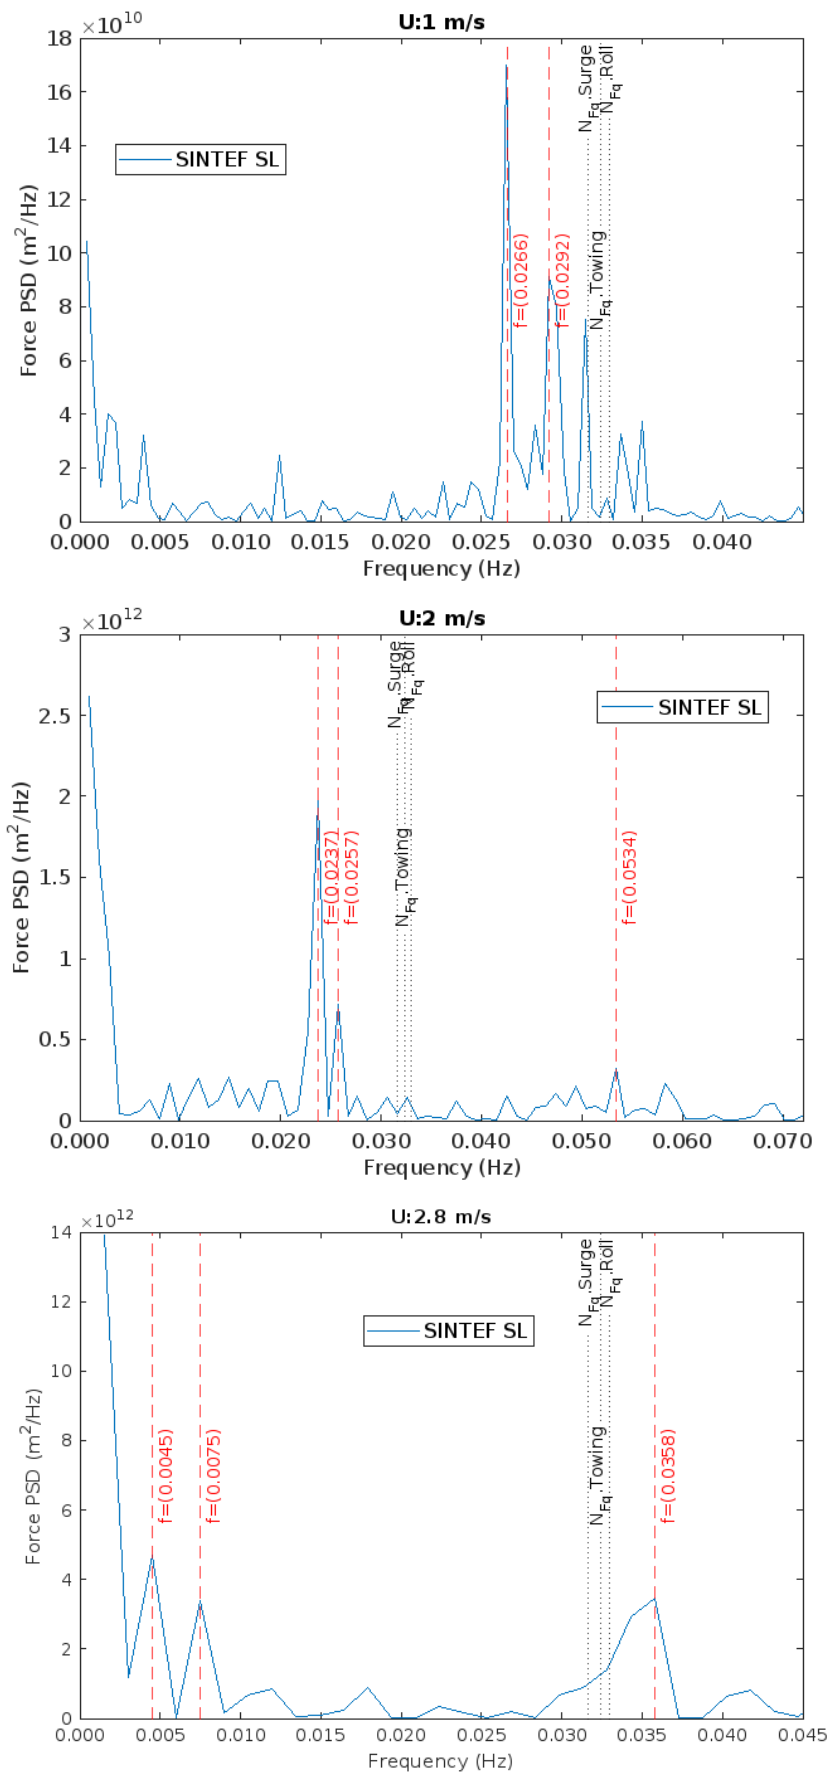 U:1 m/s
×10^10
18
16
14
12
10
8
6
4
2
0
Force PSD (m^2/Hz)
SINTEF SL
f=(0.0266)
f=(0.0292)
N_Fq.Surge
N_Fq.Towing
N_Fq.Roll
0.000 0.005 0.010 0.015 0.020 0.025 0.030 0.035 0.040
Frequency (Hz)
U:2 m/s
×10^12
3
2.5
2
1.5
1
0.5
0
Force PSD (m^2/Hz)
SINTEF SL
f=(0.0237)
f=(0.0257)
N_Fq.Surge
N_Fq.Towing
N_Fq.Roll
f=(0.0534)
0.000 0.010 0.020 0.030 0.040 0.050 0.060 0.070
Frequency (Hz)
U:2.8 m/s
×10^12
14
12
10
8
6
4
2
0
Force PSD (m^2/Hz)
SINTEF SL
f=(0.0045)
f=(0.0075)
N_Fq.Surge
N_Fq.Towing
N_Fq.Roll
f=(0.0358)
0.000 0.005 0.010 0.015 0.020 0.025 0.030 0.035 0.040 0.045
Frequency (Hz)